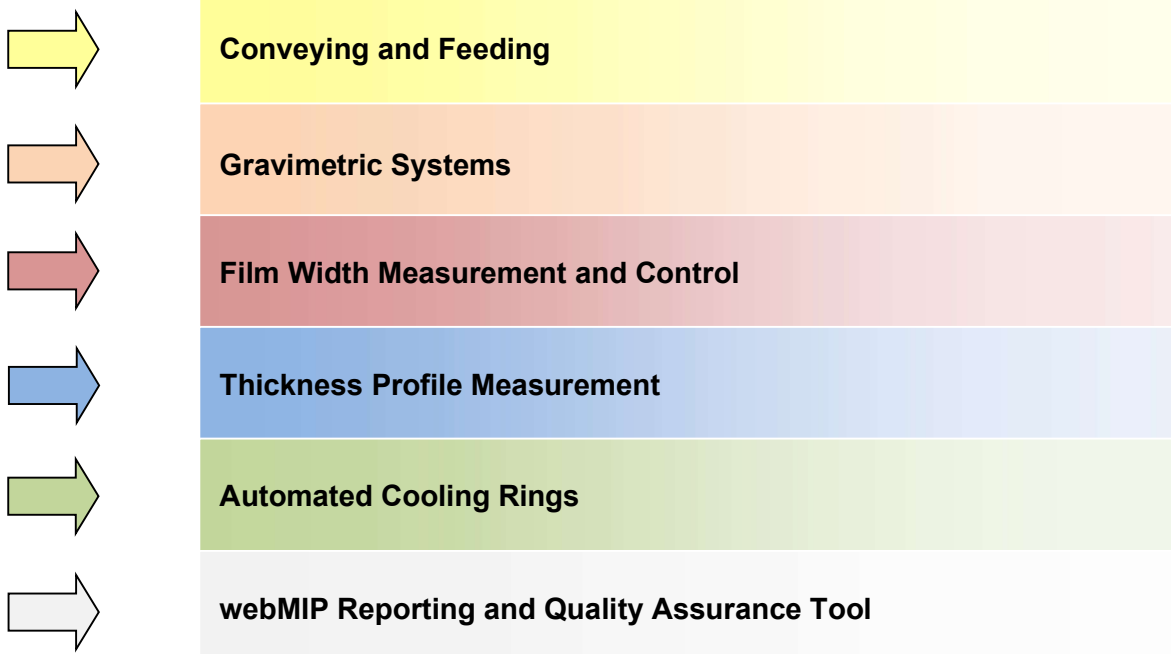 Conveying and Feeding
Gravimetric Systems
Film Width Measurement and Control
Thickness Profile Measurement
Automated Cooling Rings
webMIP Reporting and Quality Assurance Tool